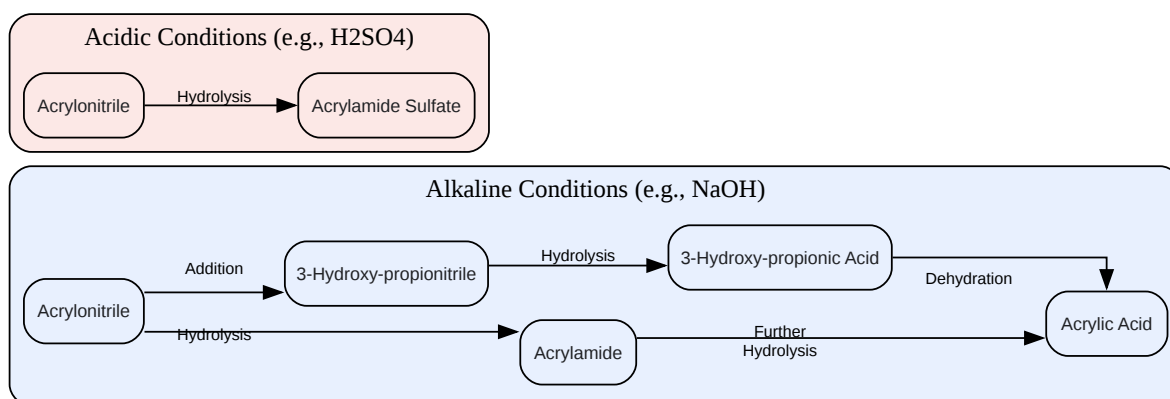 Acidic Conditions (e.g., H2SO4)
Acrylonitrile
Hydrolysis
Acrylamide Sulfate
Alkaline Conditions (e.g., NaOH)
Acrylonitrile
Addition
3-Hydroxy-propionitrile
Hydrolysis
3-Hydroxy-propionic Acid
Dehydration
Acrylic Acid
Hydrolysis
Acrylamide
Further
Hydrolysis